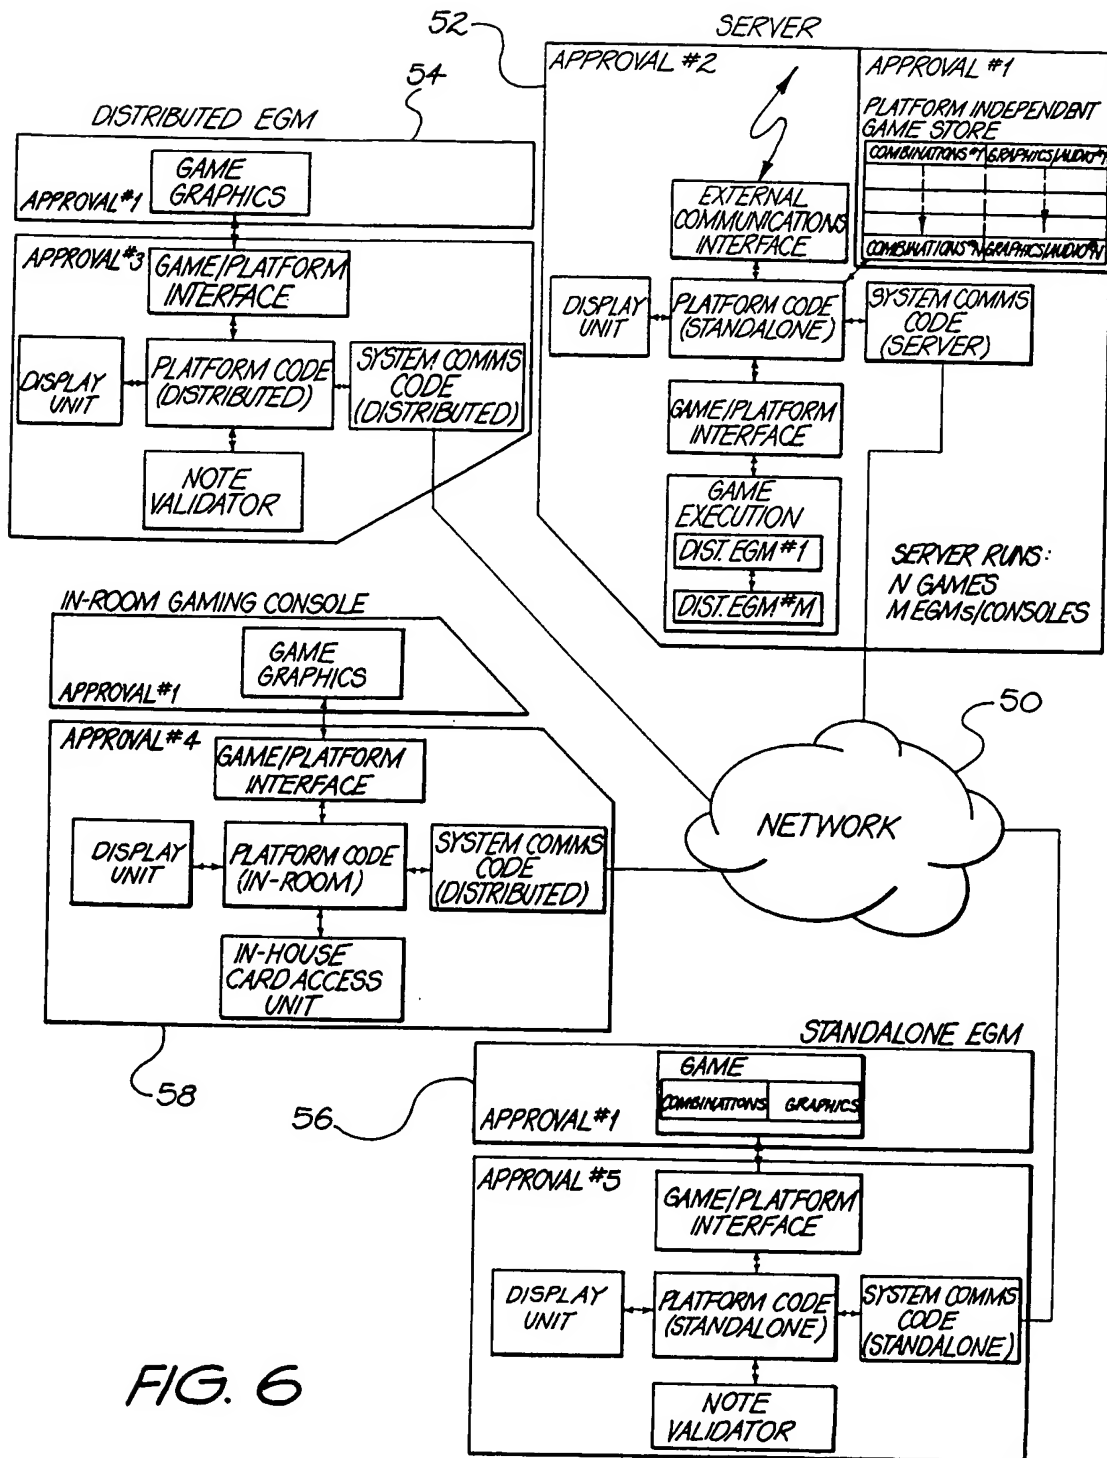 52
SERVER
APPROVAL #2
APPROVAL #1
PLATFORM INDEPENDENT
GAME STORE
COMBINATIONS #1
GRAPHICS/AUDIO #1
COMBINATIONS #N
GRAPHICS/AUDIO #N
EXTERNAL
COMMUNICATIONS
INTERFACE
DISPLAY
UNIT
PLATFORM CODE
(STANDALONE)
SYSTEM COMMS
CODE
(SERVER)
GAME/PLATFORM
INTERFACE
GAME
EXECUTION
DIST. EGM #1
DIST. EGM #M
SERVER RUNS:
N GAMES
M EGMs/CONSOLES
54
DISTRIBUTED EGM
GAME
GRAPHICS
APPROVAL #1
APPROVAL #3
GAME/PLATFORM
INTERFACE
DISPLAY
UNIT
PLATFORM CODE
(DISTRIBUTED)
SYSTEM COMMS
CODE
(DISTRIBUTED)
NOTE
VALIDATOR
IN-ROOM GAMING CONSOLE
GAME
GRAPHICS
APPROVAL #1
APPROVAL #4
GAME/PLATFORM
INTERFACE
DISPLAY
UNIT
PLATFORM CODE
(IN-ROOM)
SYSTEM COMMS
CODE
(DISTRIBUTED)
IN-HOUSE
CARD ACCESS
UNIT
58
50
NETWORK
STANDALONE EGM
56
GAME
COMBINATIONS
GRAPHICS
APPROVAL #1
APPROVAL #5
GAME/PLATFORM
INTERFACE
DISPLAY
UNIT
PLATFORM CODE
(STANDALONE)
SYSTEM COMMS
CODE
(STANDALONE)
NOTE
VALIDATOR
FIG. 6